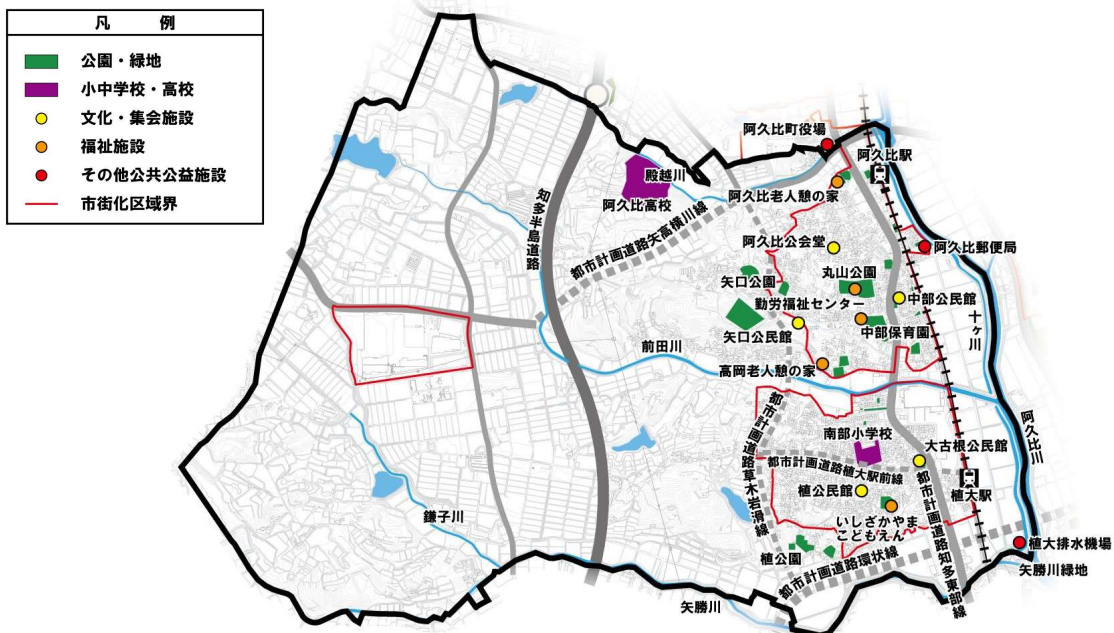 凡 例
公園・緑地
小中学校・高校
文化・集会施設
福祉施設
その他公共公益施設
市街化区域界
阿久比町役場
阿久比駅
殿越川
阿久比高校
阿久比老人憩の家
知多半島道路
都市計画道路矢高横川線
阿久比公会堂
阿久比郵便局
矢口公園
丸山公園
勤労福祉センター
中部公民館
矢口公民館
中部保育園
十ヶ川
前田川
高岡老人憩の家
都市計画道路草木岩滑線
南部小学校
大古根公民館
阿久比川
都市計画道路植大駅前線
植公民館
植大駅
都市計画道路知多東部線
いしざかやま
こどもえん
鎌子川
植公園
都市計画道路環状線
植大排水機場
矢勝川緑地
矢勝川